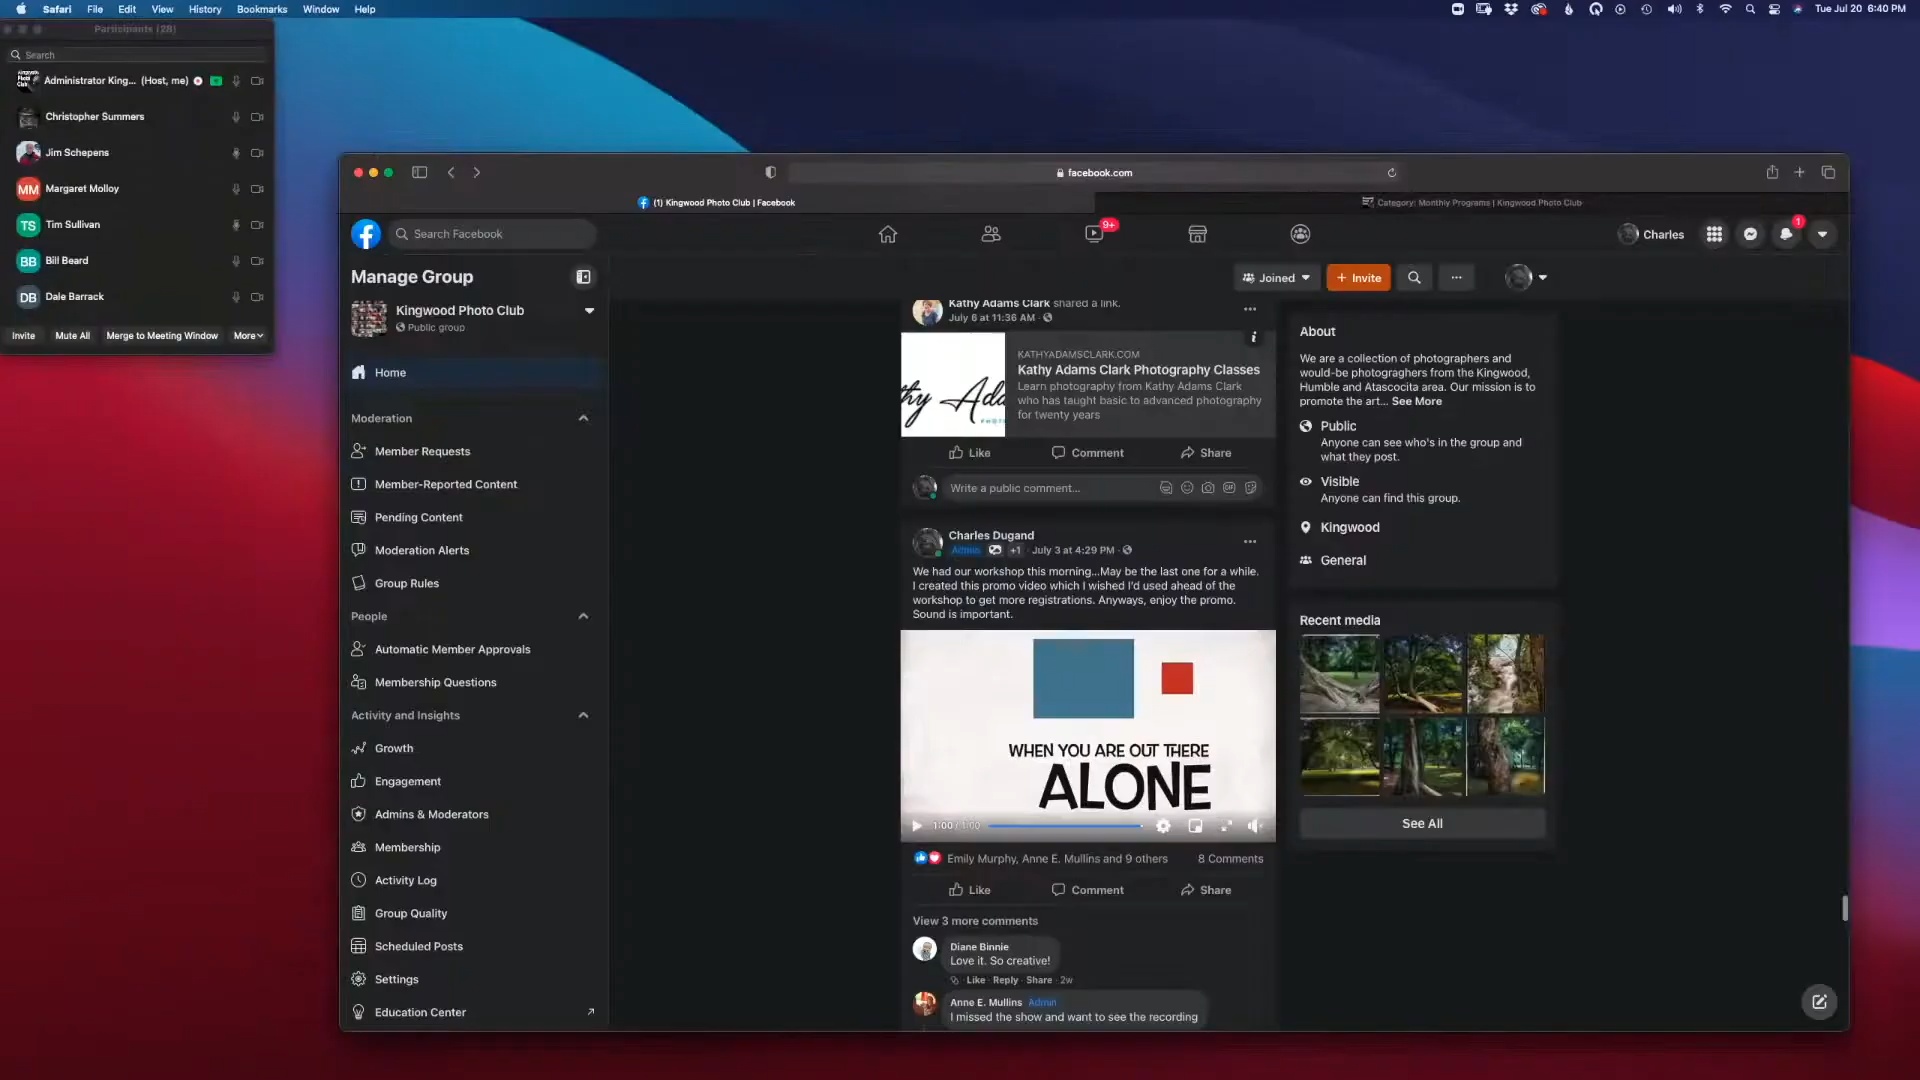 Safari File Edit View History Bookmarks Window Help
Tue Jul 20 6:40 PM
Participants (28)
Search
Administrator King... (Host, me)
Christopher Summers
Jim Schepens
MM Margaret Molloy
TS Tim Sullivan
BB Bill Beard
DB Dale Barrack
Invite Mute All Merge to Meeting Window More
facebook.com
(1) Kingwood Photo Club | Facebook
Category: Monthly Programs | Kingwood Photo Club
Search Facebook
9+
Charles
1
Manage Group
Kingwood Photo Club
Public group
Home
Moderation
Member Requests
Member-Reported Content
Pending Content
Moderation Alerts
Group Rules
People
Automatic Member Approvals
Membership Questions
Activity and Insights
Growth
Engagement
Admins & Moderators
Membership
Activity Log
Group Quality
Scheduled Posts
Settings
Education Center
Joined
+ Invite
Kathy Adams Clark shared a link.
July 6 at 11:36 AM ·
thy Ada
KATHYADAMSCLARK.COM
Kathy Adams Clark Photography Classes
Learn photography from Kathy Adams Clark
who has taught basic to advanced photography
for twenty years
Like Comment Share
Write a public comment...
Charles Dugand
Admin +1 · July 3 at 4:29 PM ·
We had our workshop this morning...May be the last one for a while.
I created this promo video which I wished I'd used ahead of the
workshop to get more registrations. Anyways, enjoy the promo.
Sound is important.
WHEN YOU ARE OUT THERE
ALONE
1:00 / 1:00
Emily Murphy, Anne E. Mullins and 9 others
8 Comments
Like Comment Share
View 3 more comments
Diane Binnie
Love it. So creative!
Like · Reply · Share · 2w
Anne E. Mullins Admin
I missed the show and want to see the recording
About
We are a collection of photographers and
would-be photograghers from the Kingwood,
Humble and Atascocita area. Our mission is to
promote the art... See More
Public
Anyone can see who's in the group and
what they post.
Visible
Anyone can find this group.
Kingwood
General
Recent media
See All